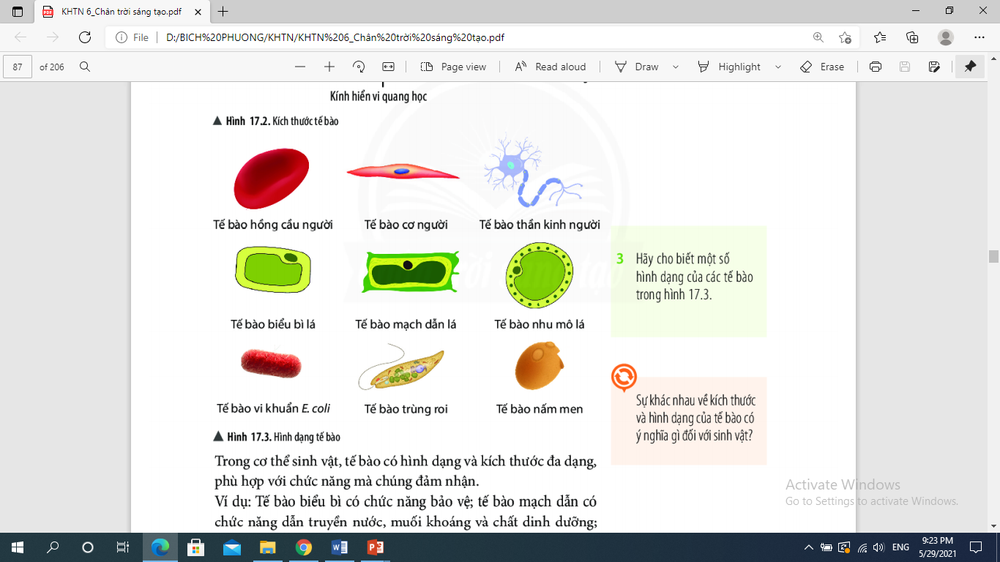 KHTN 6_Chân trời sáng tạo.pdf
File
D:/BICH%20PHUONG/KHTN/KHTN%206_Chân%20trời%20sáng%20tạo.pdf
87 of 206
Page view
Read aloud
Draw
Highlight
Erase
Kính hiển vi quang học
Hình 17.2. Kích thước tế bào
Tế bào hồng cầu người
Tế bào cơ người
Tế bào thần kinh người
Tế bào biểu bì lá
Tế bào mạch dẫn lá
Tế bào nhu mô lá
Tế bào vi khuẩn E. coli
Tế bào trùng roi
Tế bào nấm men
Hình 17.3. Hình dạng tế bào
Trong cơ thể sinh vật, tế bào có hình dạng và kích thước đa dạng,
phù hợp với chức năng mà chúng đảm nhận.
Ví dụ: Tế bào biểu bì có chức năng bảo vệ; tế bào mạch dẫn có
chức năng dẫn truyền nước, muối khoáng và chất dinh dưỡng;
3 Hãy cho biết một số
hình dạng của các tế bào
trong hình 17.3.
Sự khác nhau về kích thước
và hình dạng của tế bào có
ý nghĩa gì đối với sinh vật?
Activate Windows
Go to Settings to activate Windows.
ENG
9:23 PM
5/29/2021